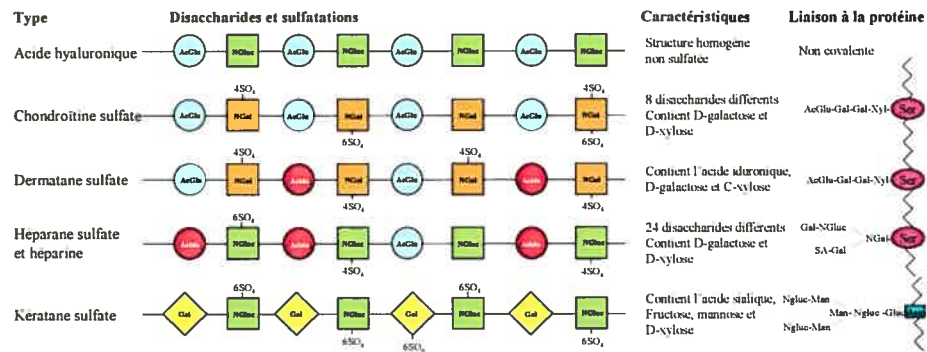 Type Disaccharides et sulfatations Caractéristiques Liaison à la protéine
Acide hyaluronique AcGlu NGluc AcGlu NGluc AcGlu NGluc AcGlu NGluc Structure homogène
non sulfatée Non covalente
4SO4 4SO4
Chondroïtine sulfate AcGlu NGal AcGlu NGal AcGlu NGal AcGlu NGal 8 disaccharides differents
Contient D-galactose et
D-xylose AcGlu-Gal-Gal-Xyl- Ser
6SO4 6SO4
4SO4 4SO4
Dermatane sulfate AcGlu NGal NGal AcGlu NGal NGal Contient l'acide iduronique,
D-galactose et C-xylose AcGlu-Gal-Gal-Xyl Ser
4SO4 4SO4
6SO4
Héparane sulfate
et héparine NGluc NGluc AcGlu NGluc NGluc 24 disaccharides differents
Contient D-galactose et
D-xylose Gal-NGluc
SA-Gal NGal Ser
4SO4 4SO4
6SO4 6SO4
Kératane sulfate Gal NGluc Gal NGluc Gal NGluc Gal NGluc Contient l'acide sialique,
Fructose, mannose et
D-xylose Ngluc-Man
Man- Ngluc -Gluc
Ngluc-Man
6SO4 6SO4 6SO4